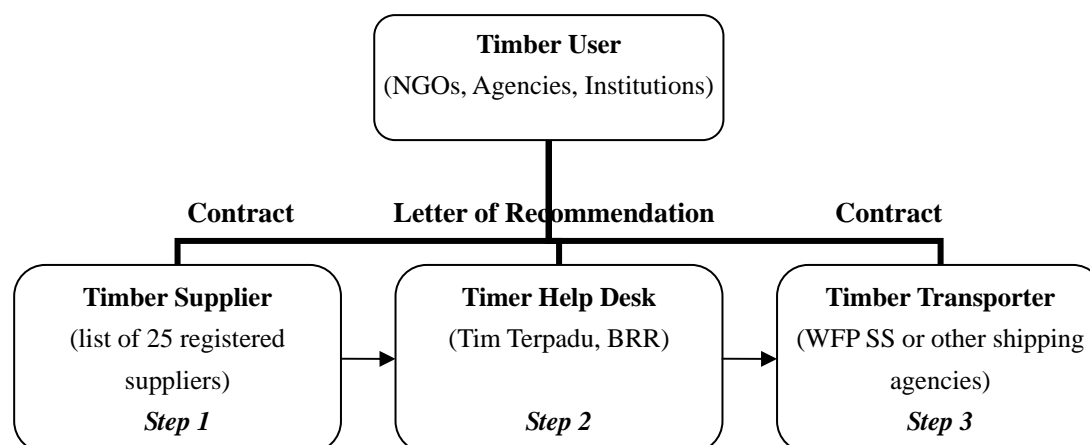 Timber User
(NGOs, Agencies, Institutions)
Contract
Letter of Recommendation
Contract
Timber Supplier
(list of 25 registered
suppliers)
Step 1
Timer Help Desk
(Tim Terpadu, BRR)
Step 2
Timber Transporter
(WFP SS or other shipping
agencies)
Step 3